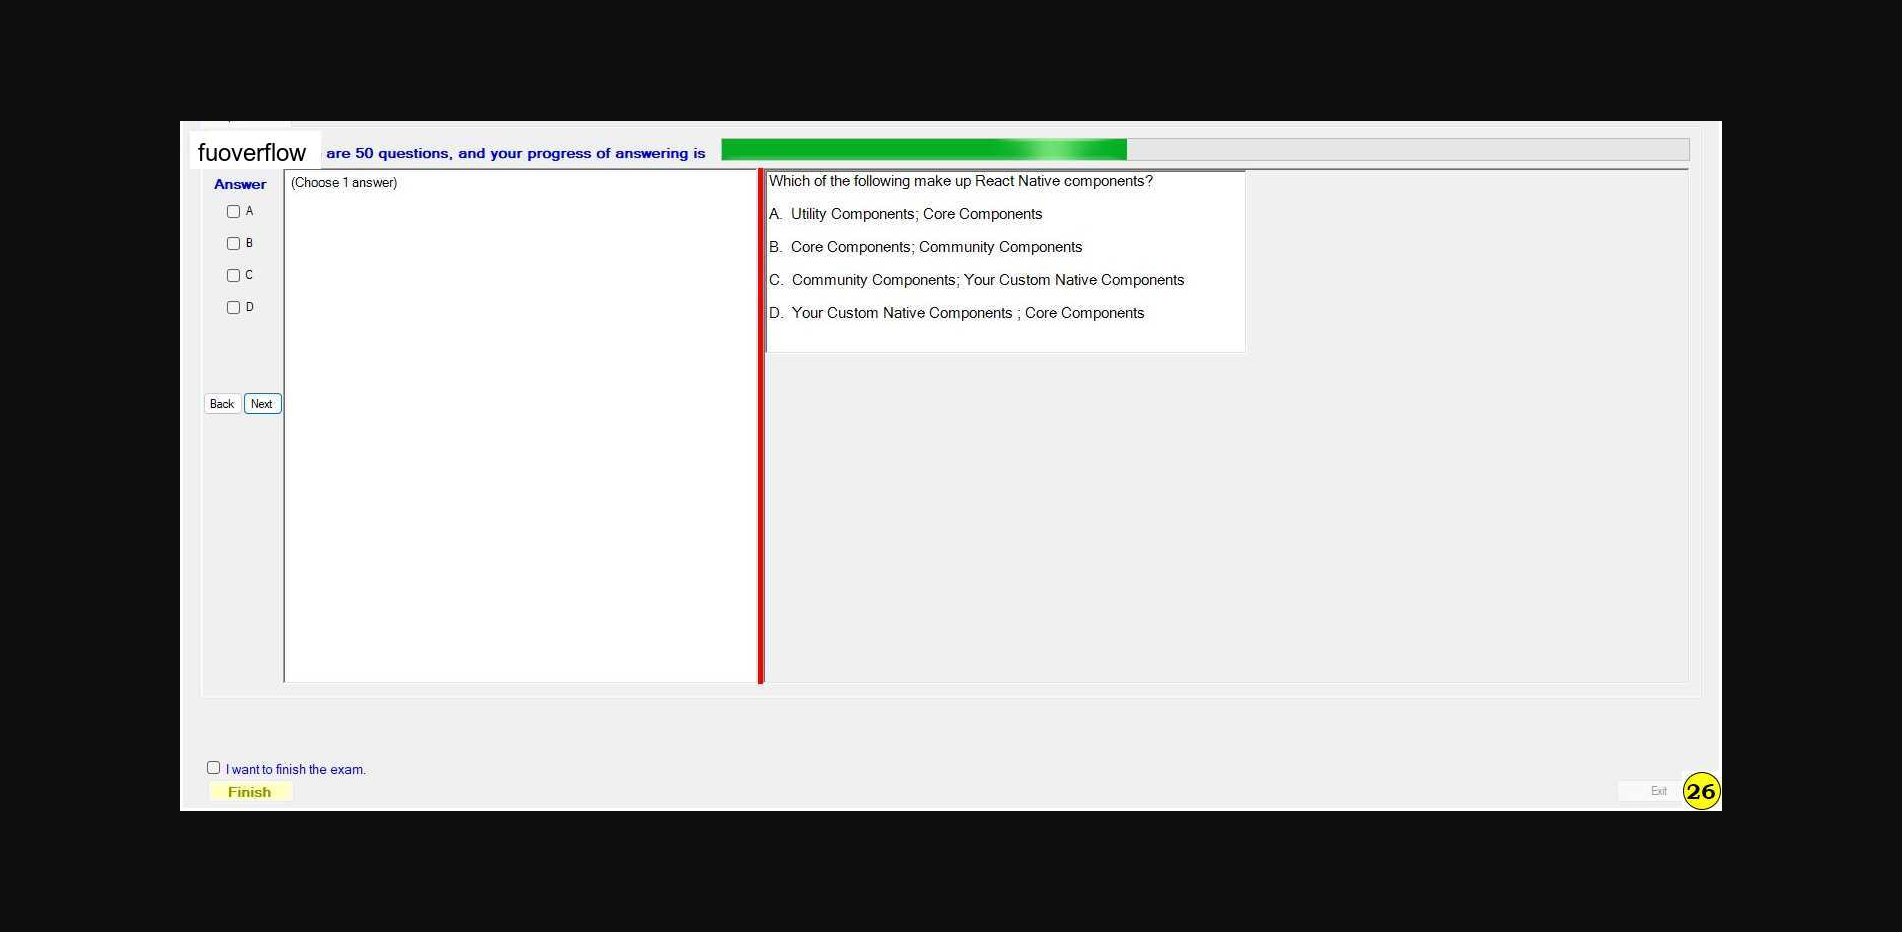 fuoverflow are 50 questions, and your progress of answering is
Answer
A
B
C
D
Back Next
(Choose 1 answer)
Which of the following make up React Native components?
A. Utility Components; Core Components
B. Core Components; Community Components
C. Community Components; Your Custom Native Components
D. Your Custom Native Components ; Core Components
I want to finish the exam.
Finish
Exit
26